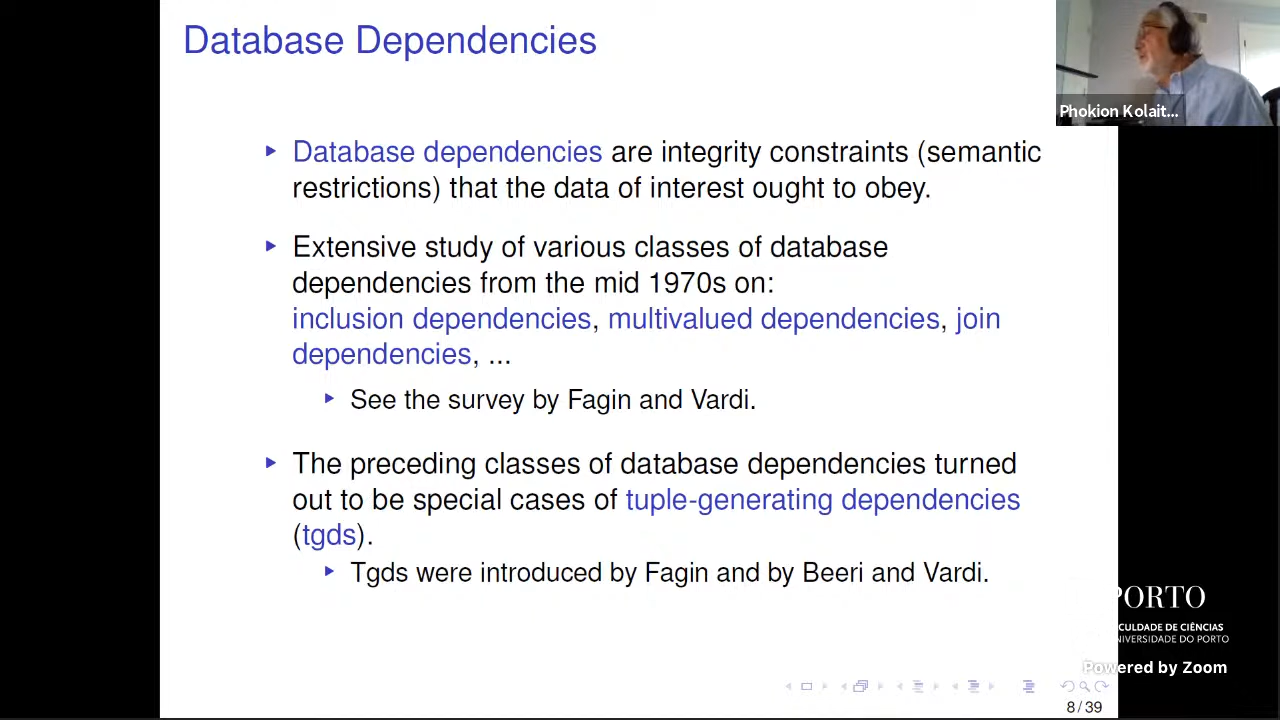 Database Dependencies
Phokion Kolait...
Database dependencies are integrity constraints (semantic
restrictions) that the data of interest ought to obey.
Extensive study of various classes of database
dependencies from the mid 1970s on:
inclusion dependencies, multivalued dependencies, join
dependencies, ...
See the survey by Fagin and Vardi.
The preceding classes of database dependencies turned
out to be special cases of tuple-generating dependencies
(tgds).
Tgds were introduced by Fagin and by Beeri and Vardi.
PORTO
CULDADE DE CIÊNCIAS
NIVERSIDADE DO PORTO
Powered by Zoom
8 / 39